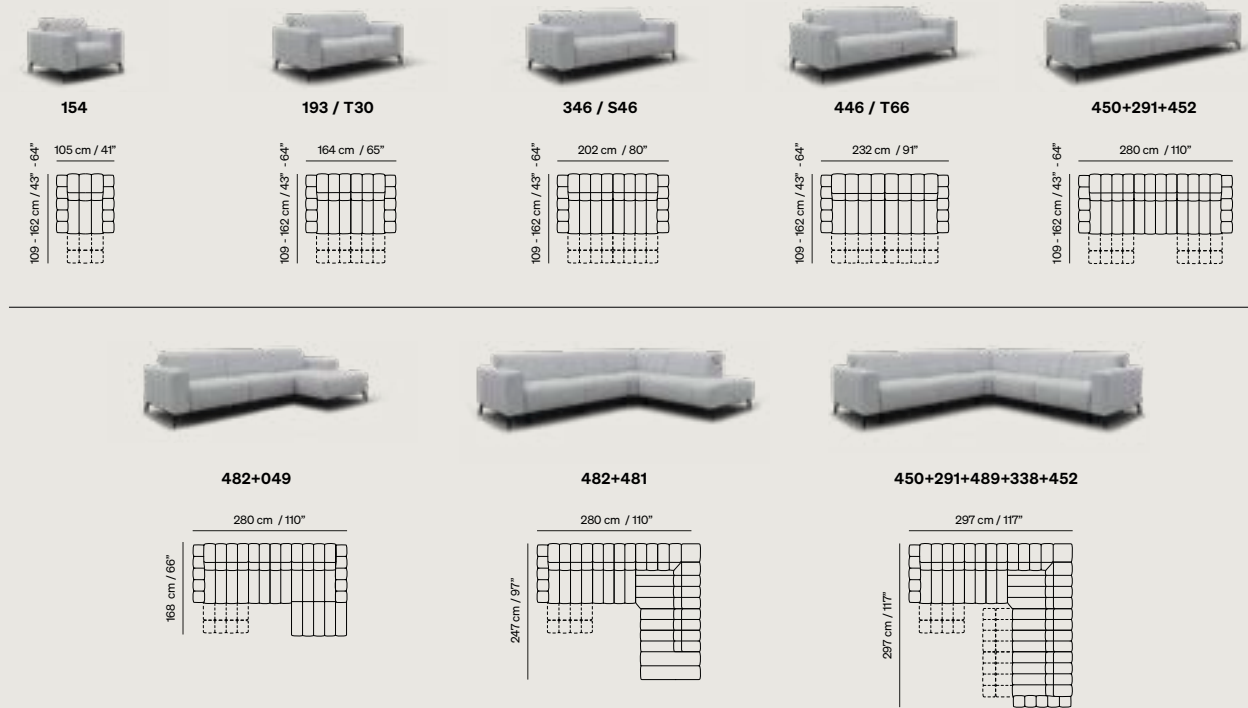 154
193 / T30
346 / S46
446 / T66
450+291+452
105 cm / 41”
109 - 162 cm / 43” - 64”
164 cm / 65”
109 - 162 cm / 43” - 64”
202 cm / 80”
109 - 162 cm / 43” - 64”
232 cm / 91”
109 - 162 cm / 43” - 64”
280 cm / 110”
109 - 162 cm / 43” - 64”
482+049
482+481
450+291+489+338+452
280 cm / 110”
168 cm / 66”
280 cm / 110”
247 cm / 97”
297 cm / 117”
297 cm / 117”